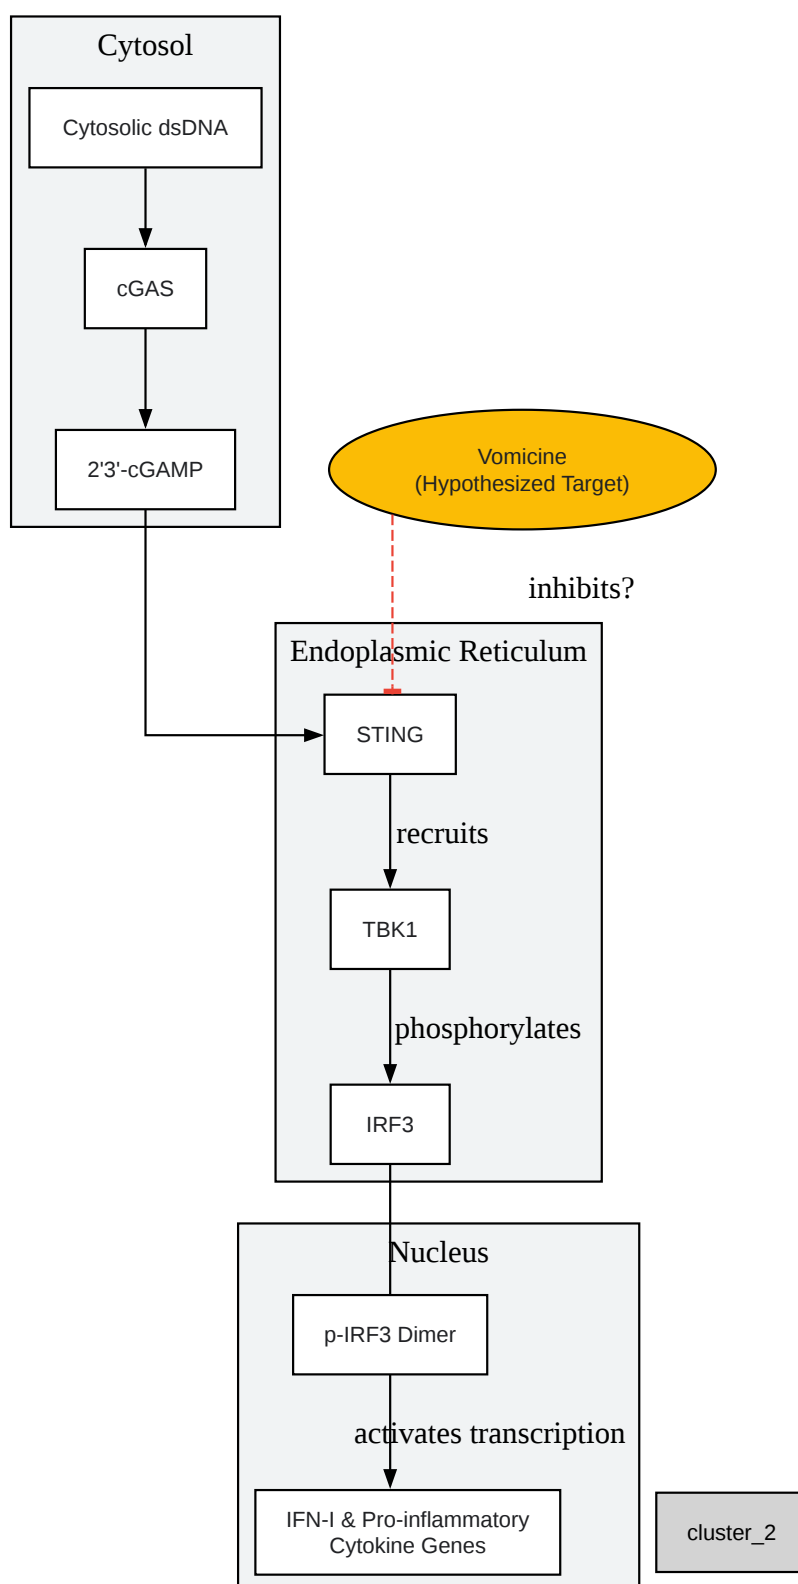 Cytosol
Cytosolic dsDNA
cGAS
2'3'-cGAMP
Vomicine
(Hypothesized Target)
inhibits?
Endoplasmic Reticulum
STING
recruits
TBK1
phosphorylates
IRF3
Nucleus
p-IRF3 Dimer
activates transcription
IFN-I & Pro-inflammatory
Cytokine Genes
cluster_2